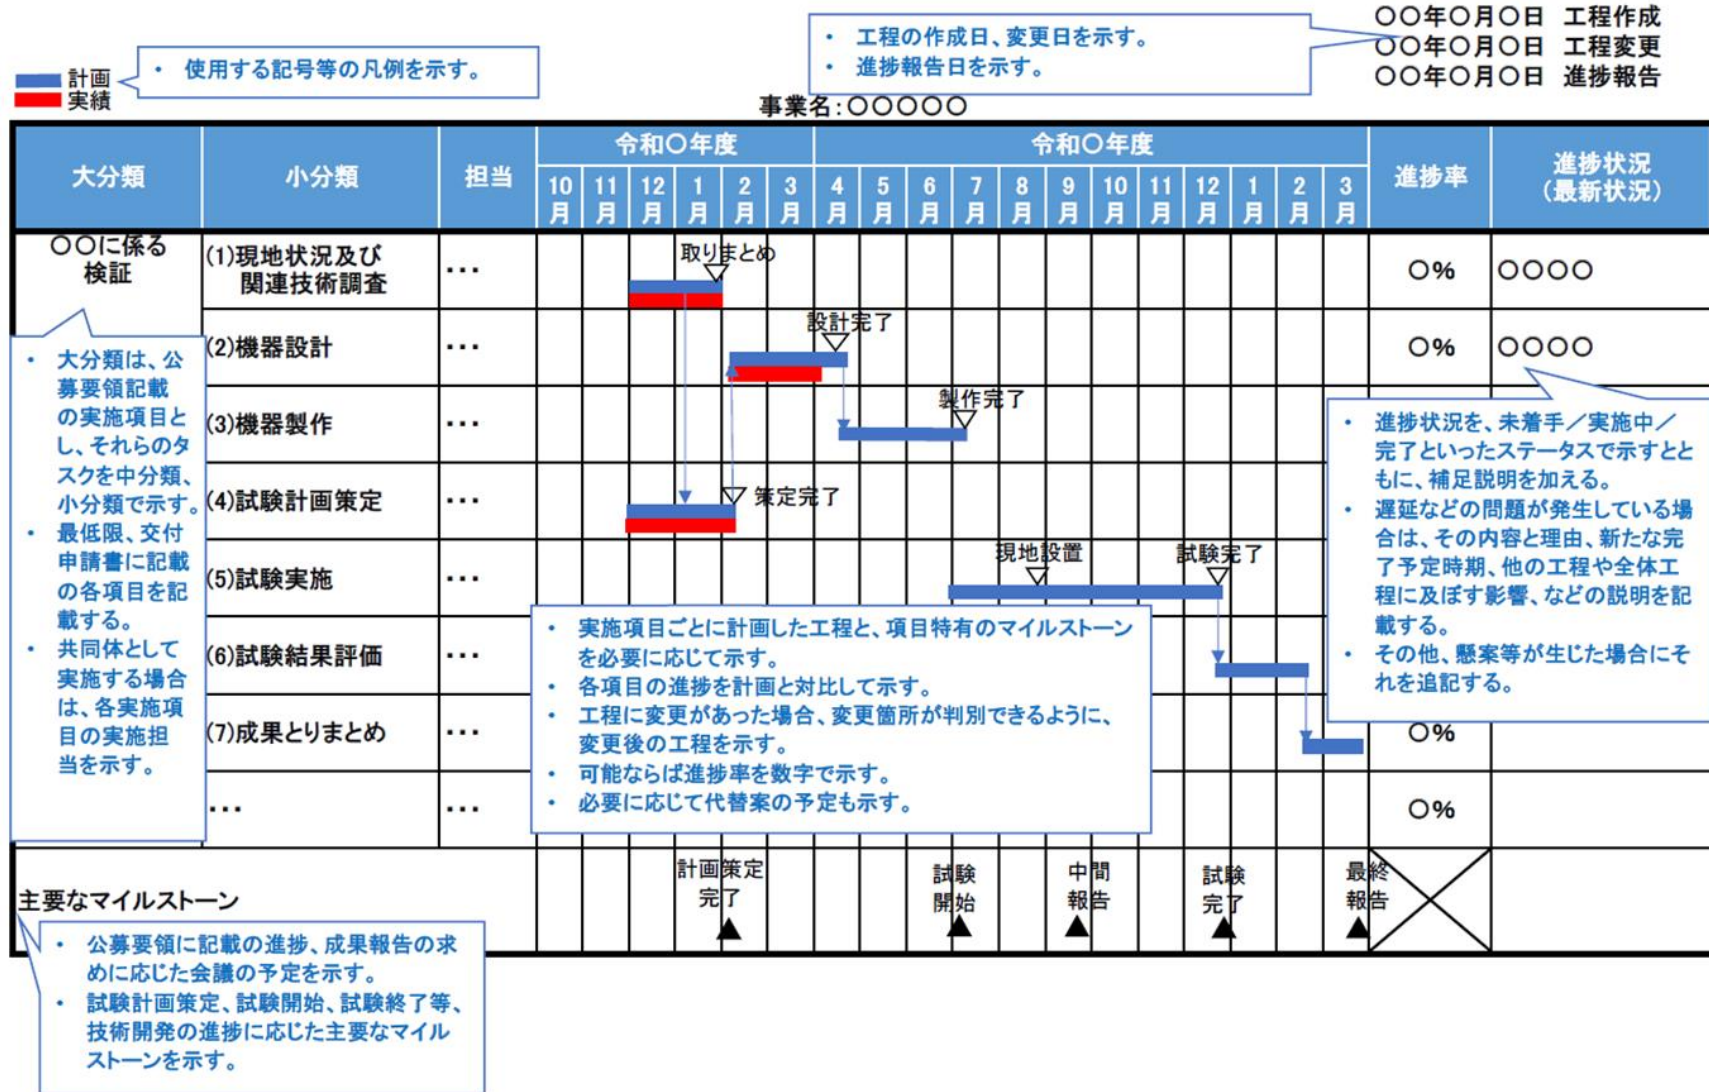 〇〇年〇月〇日 工程作成
〇〇年〇月〇日 工程変更
〇〇年〇月〇日 進捗報告
・ 工程の作成日、変更日を示す。
・ 進捗報告日を示す。
計画
実績
・ 使用する記号等の凡例を示す。
事業名:〇〇〇〇〇
大分類
小分類
担当
令和〇年度
令和〇年度
10月 11月 12月 1月 2月 3月 4月 5月 6月 7月 8月 9月 10月 11月 12月 1月 2月 3月
進捗率
進捗状況
(最新状況)
〇〇に係る
検証
(1)現地状況及び
関連技術調査
・・・
取りまとめ
〇%
〇〇〇〇
(2)機器設計
・・・
設計完了
〇%
〇〇〇〇
(3)機器製作
・・・
製作完了
(4)試験計画策定
・・・
策定完了
(5)試験実施
・・・
現地設置
試験完了
(6)試験結果評価
・・・
(7)成果とりまとめ
・・・
〇%
・・・
・・・
〇%
・ 大分類は、公
募要領記載
の実施項目と
し、それらのタ
スクを中分類、
小分類で示す。
・ 最低限、交付
申請書に記載
の各項目を記
載する。
・ 共同体として
実施する場合
は、各実施項
目の実施担
当を示す。
・ 実施項目ごとに計画した工程と、項目特有のマイルストーン
を必要に応じて示す。
・ 各項目の進捗を計画と対比して示す。
・ 工程に変更があった場合、変更箇所が判別できるように、
変更後の工程を示す。
・ 可能ならば進捗率を数字で示す。
・ 必要に応じて代替案の予定も示す。
・ 進捗状況を、未着手/実施中/
完了といったステータスで示すとと
もに、補足説明を加える。
・ 遅延などの問題が発生している場
合は、その内容と理由、新たな完
了予定時期、他の工程や全体工
程に及ぼす影響、などの説明を記
載する。
・ その他、懸案等が生じた場合にそ
れを追記する。
主要なマイルストーン
計画策定
完了
試験
開始
中間
報告
試験
完了
最終
報告
・ 公募要領に記載の進捗、成果報告の求
めに応じた会議の予定を示す。
・ 試験計画策定、試験開始、試験終了等、
技術開発の進捗に応じた主要なマイル
ストーンを示す。